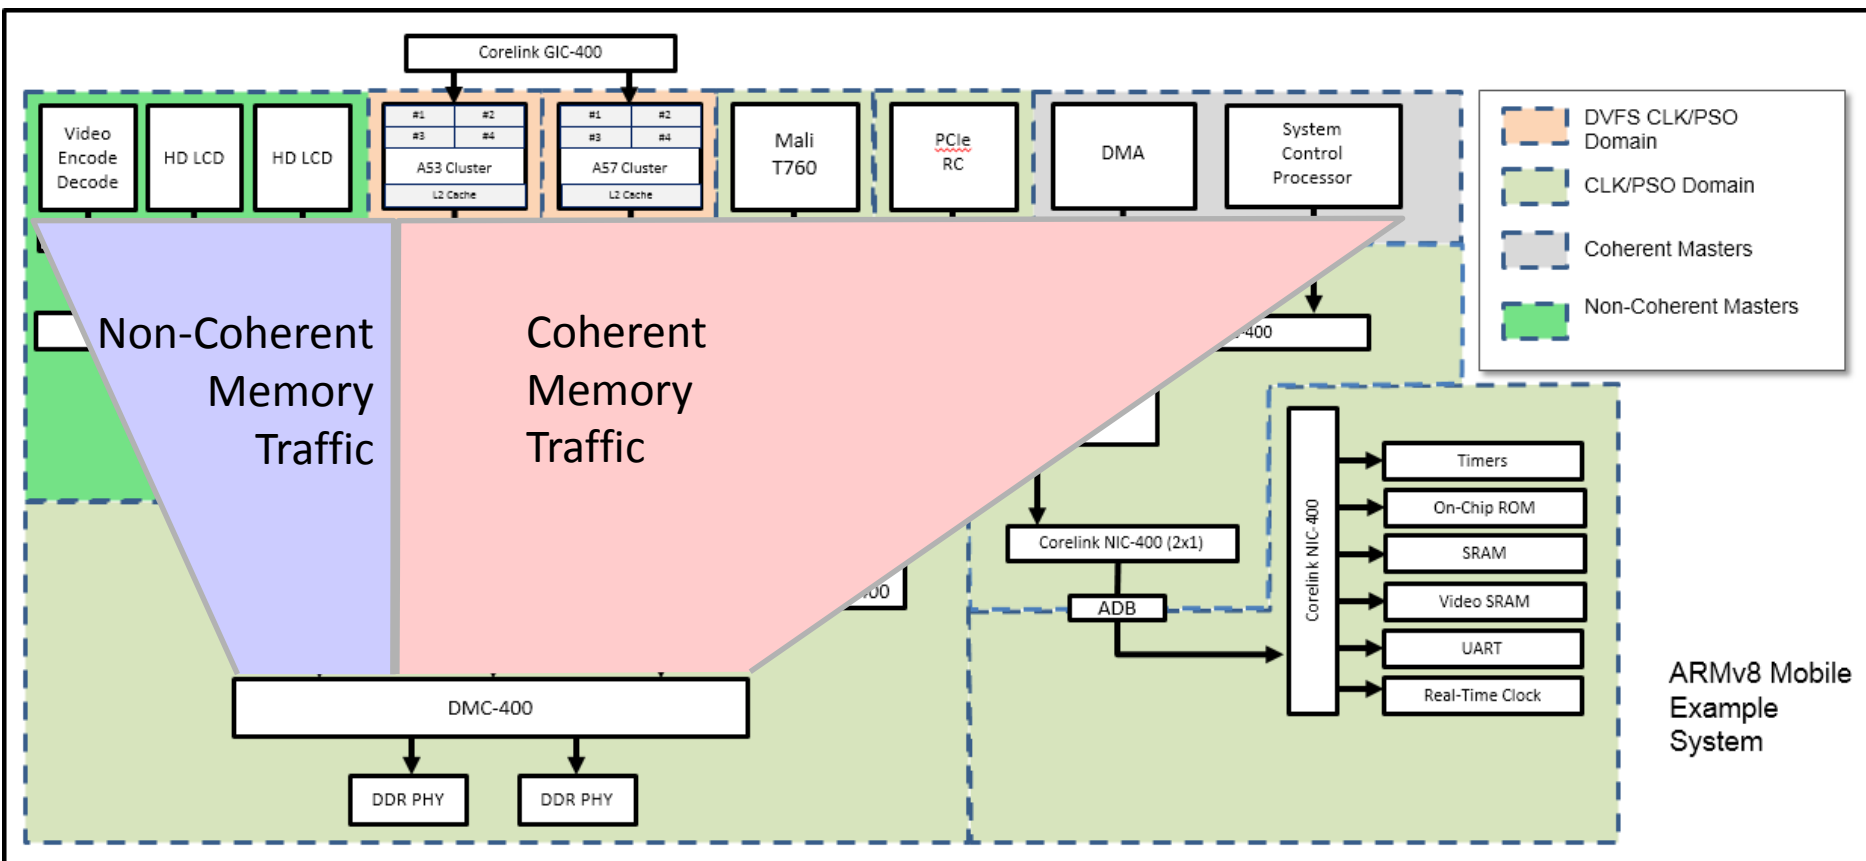 Corelink GIC-400
Video
Encode
Decode
HD LCD
HD LCD
#1 #2
#3 #4
A53 Cluster
L2 Cache
#1 #2
#3 #4
A57 Cluster
L2 Cache
Mali
T760
PCIe
RC
DMA
System
Control
Processor
DVFS CLK/PSO
Domain
CLK/PSO Domain
Coherent Masters
Non-Coherent Masters
Non-Coherent
Memory
Traffic
Coherent
Memory
Traffic
-400
Corelink NIC-400 (2x1)
ADB
Corelink NIC-400
Timers
On-Chip ROM
SRAM
Video SRAM
UART
Real-Time Clock
DMC-400
DDR PHY
DDR PHY
ARMv8 Mobile
Example
System